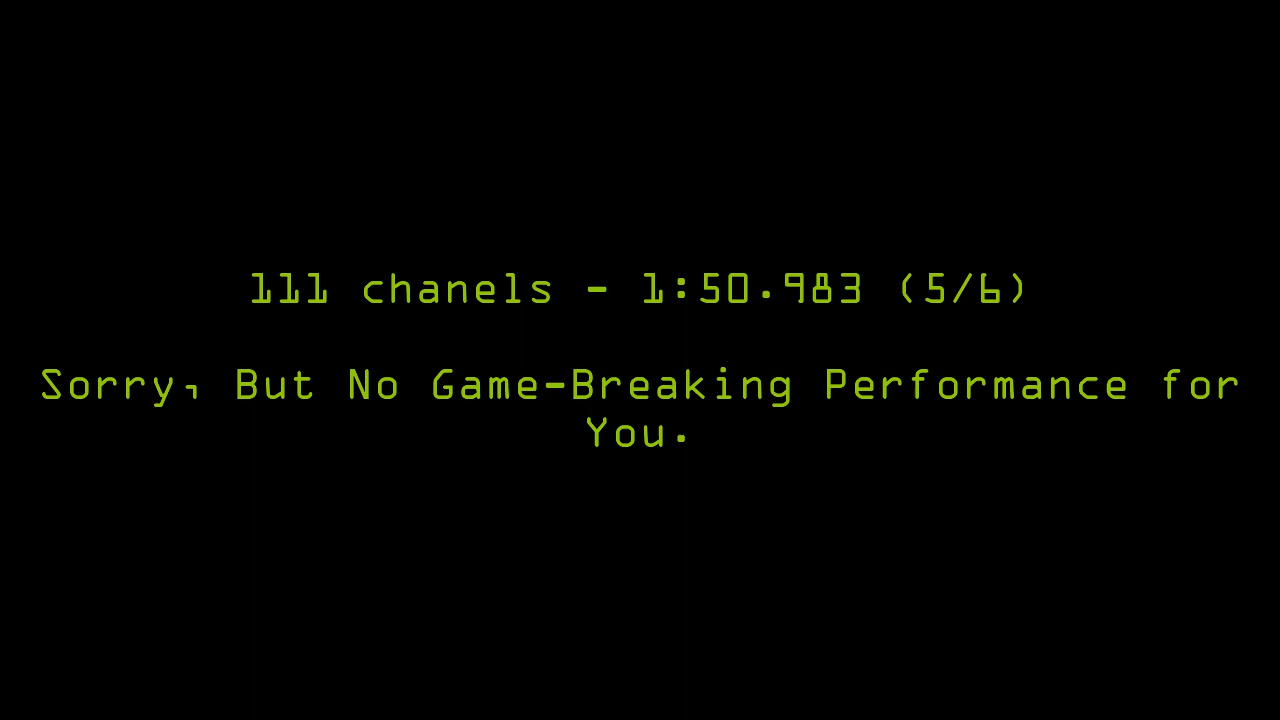 111 chanels - 1:50.983 (5/6)
Sorry, But No Game-Breaking Performance for
You.